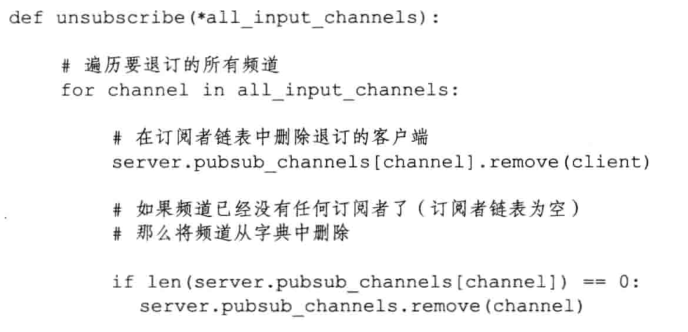 def unsubscribe(*all_input_channels):
# 遍历要退订的所有频道
for channel in all_input_channels:
# 在订阅者链表中删除退订的客户端
server.pubsub_channels[channel].remove(client)
# 如果频道已经没有任何订阅者了(订阅者链表为空)
# 那么将频道从字典中删除
if len(server.pubsub_channels[channel]) == 0:
server.pubsub_channels.remove(channel)